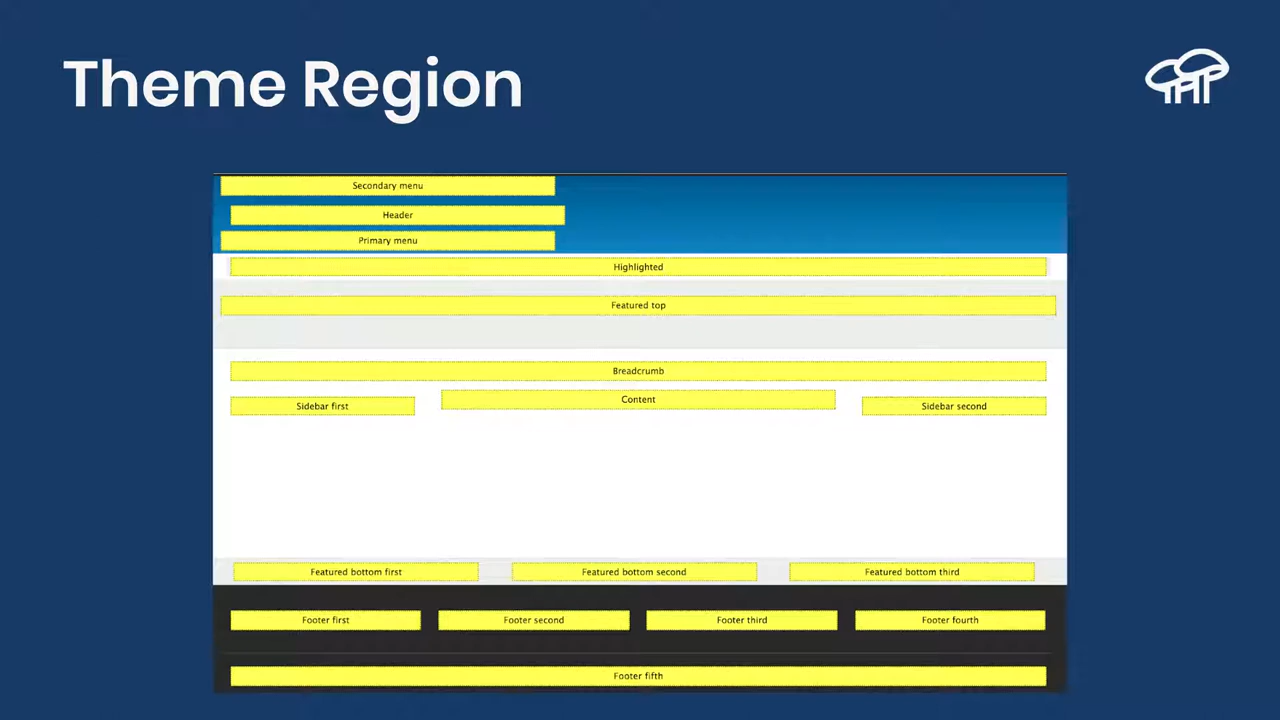 Theme Region
Secondary menu
Header
Primary menu
Highlighted
Featured top
Breadcrumb
Sidebar first
Content
Sidebar second
Featured bottom first
Featured bottom second
Featured bottom third
Footer first
Footer second
Footer third
Footer fourth
Footer fifth